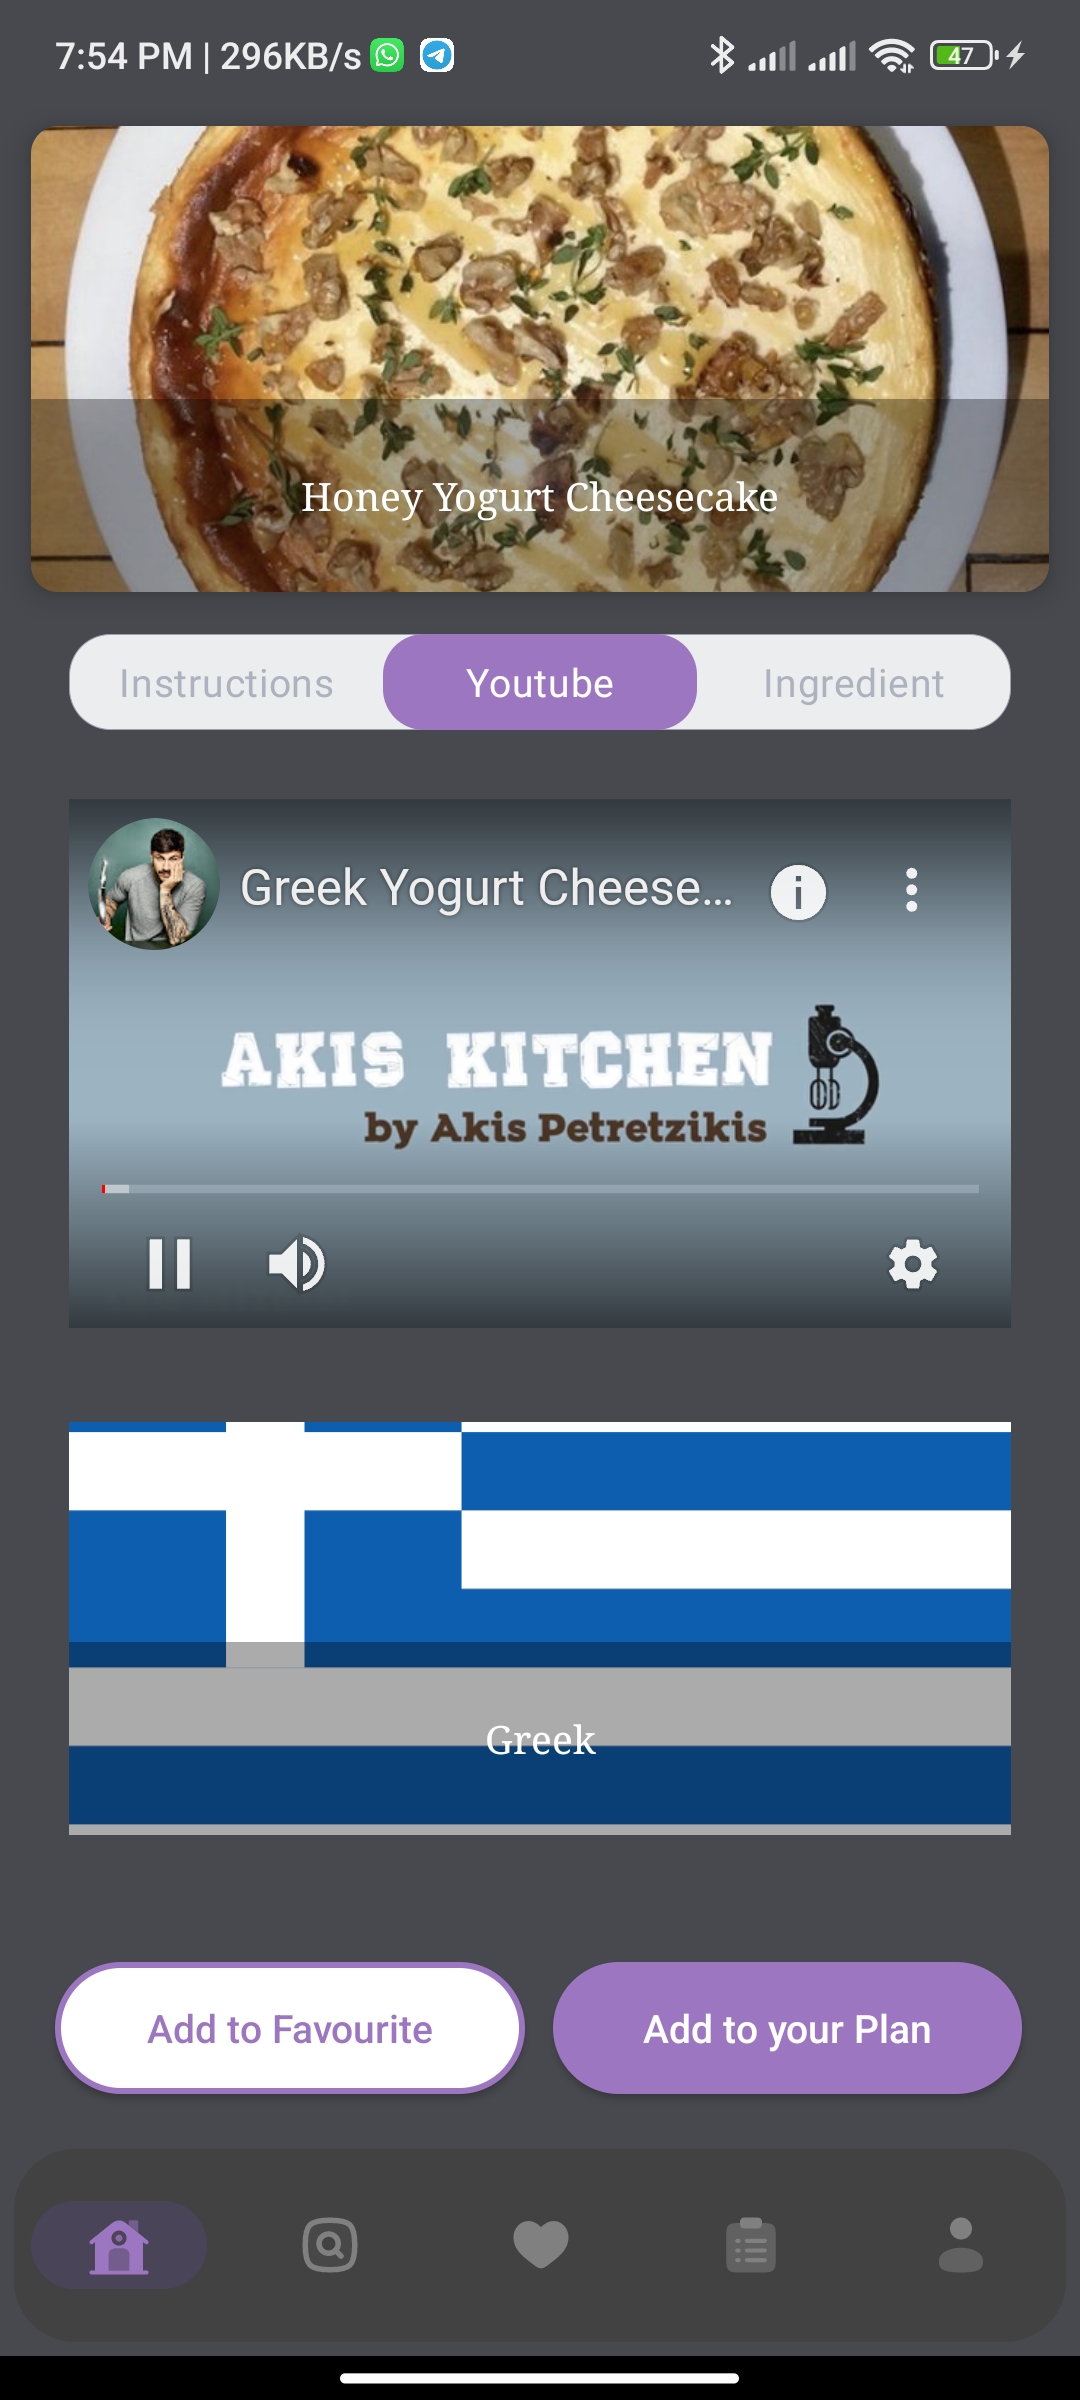 7:54 PM | 296KB/s
47
Honey Yogurt Cheesecake
Instructions
Youtube
Ingredient
Greek Yogurt Cheese...
AKIS KITCHEN
by Akis Petretzikis
Greek
Add to Favourite
Add to your Plan